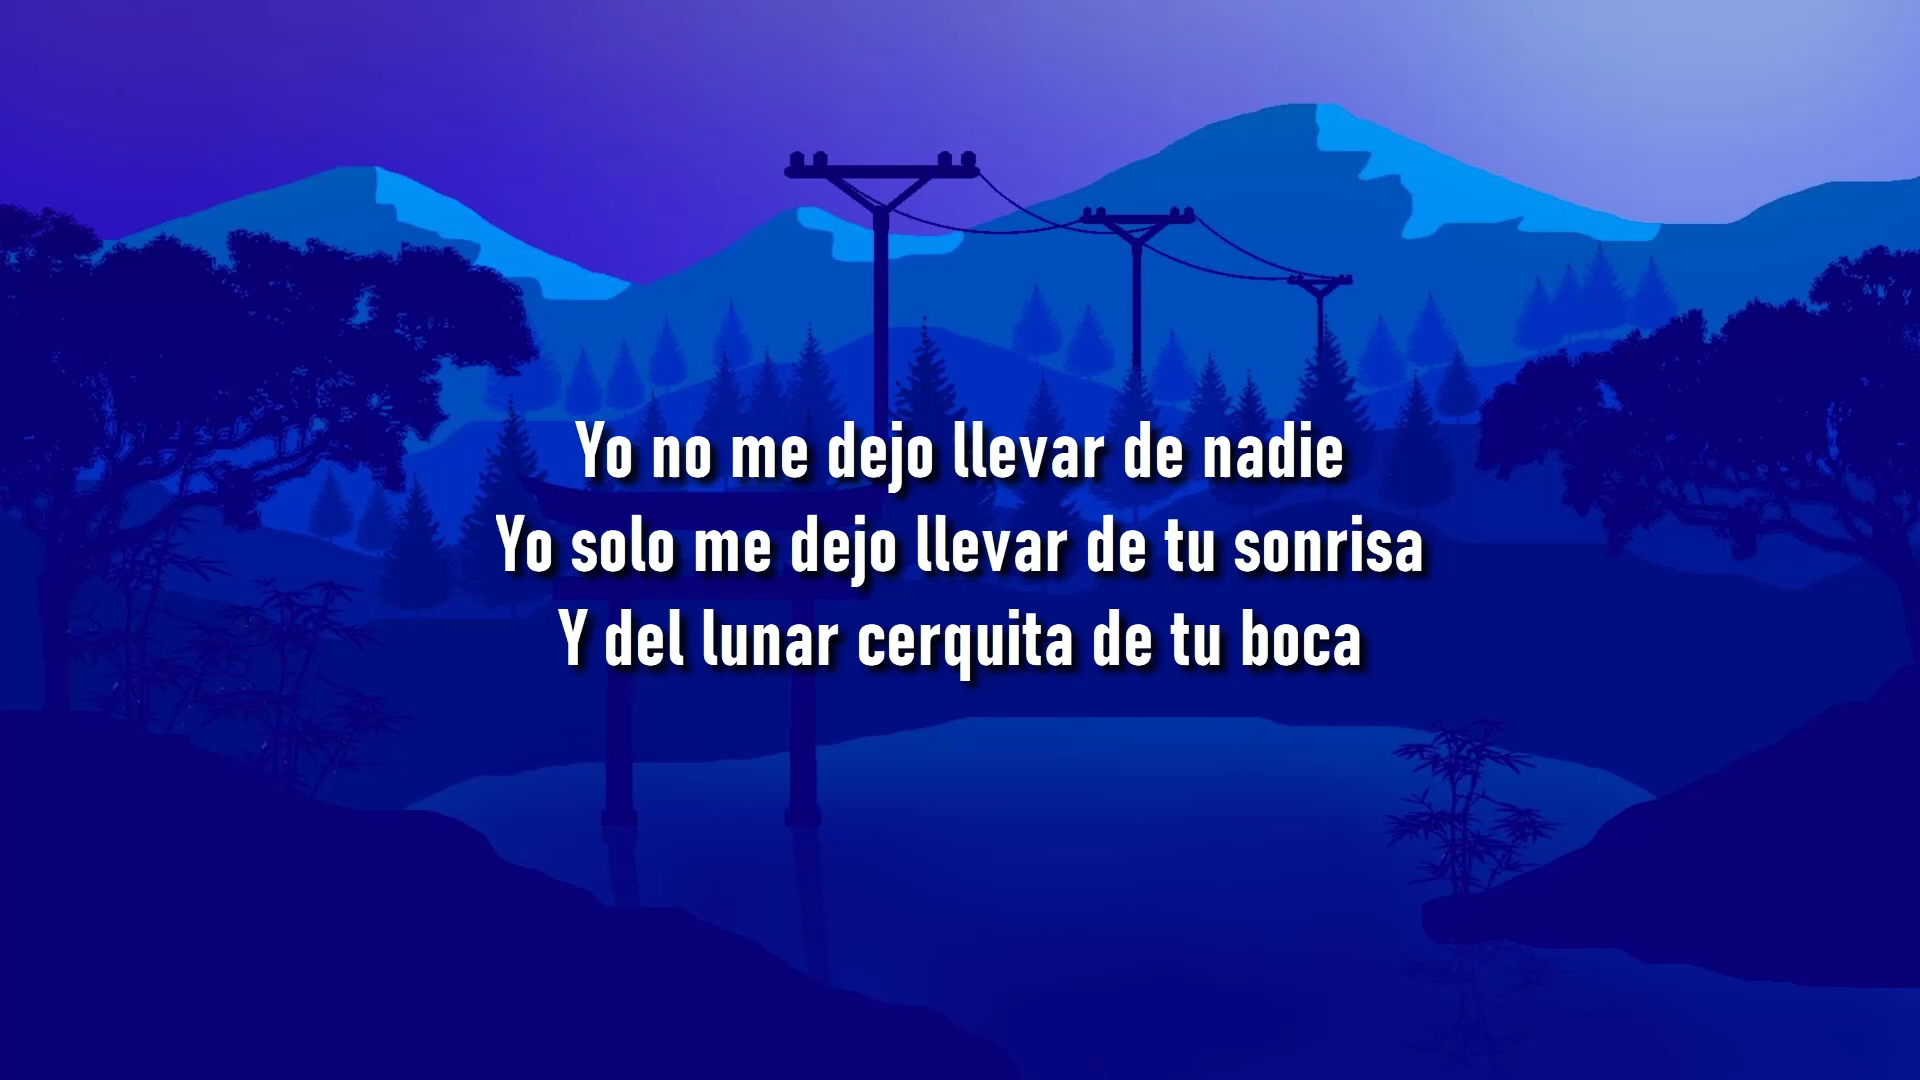 Yo no me dejo llevar de nadie
Yo solo me dejo llevar de tu sonrisa
Y del lunar cerquita de tu boca